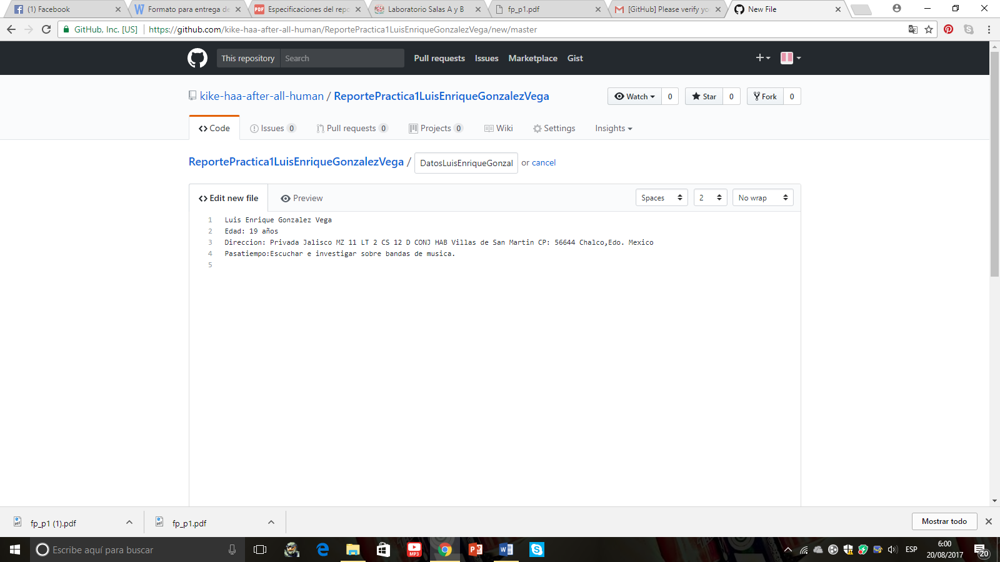 (1) Facebook
Formato para entrega de
Especificaciones del repo
Laboratorio Salas A y B
fp_p1.pdf
[GitHub] Please verify yo
New File
GitHub, Inc. [US] https://github.com/kike-haa-after-all-human/ReportePractica1LuisEnriqueGonzalezVega/new/master
This repository Search Pull requests Issues Marketplace Gist
kike-haa-after-all-human / ReportePractica1LuisEnriqueGonzalezVega
Watch 0 Star 0 Fork 0
Code Issues 0 Pull requests 0 Projects 0 Wiki Settings Insights
ReportePractica1LuisEnriqueGonzalezVega / DatosLuisEnriqueGonzal or cancel
Edit new file Preview Spaces 2 No wrap
1 Luis Enrique Gonzalez Vega
2 Edad: 19 años
3 Direccion: Privada Jalisco MZ 11 LT 2 CS 12 D CONJ HAB Villas de San Martin CP: 56644 Chalco,Edo. Mexico
4 Pasatiempo:Escuchar e investigar sobre bandas de musica.
5
fp_p1 (1).pdf fp_p1.pdf Mostrar todo
Escribe aquí para buscar
MP3
ESP
6:00
20/08/2017
20